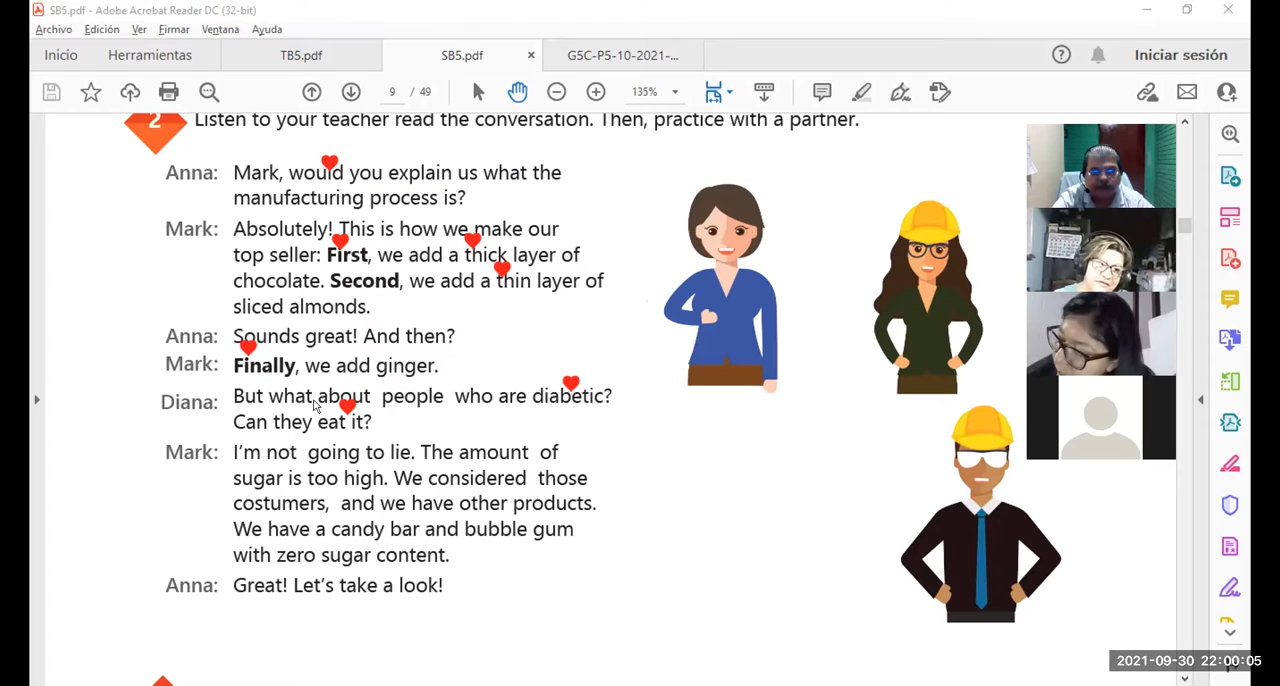 SB5.pdf - Adobe Acrobat Reader DC (32-bit)
Archivo Edición Ver Firmar Ventana Ayuda
Inicio Herramientas TB5.pdf SB5.pdf × G5C-P5-10-2021-... Iniciar sesión
9 / 49 135%
2 Listen to your teacher read the conversation. Then, practice with a partner.
Anna: Mark, would you explain us what the
manufacturing process is?
Mark: Absolutely! This is how we make our
top seller: First, we add a thick layer of
chocolate. Second, we add a thin layer of
sliced almonds.
Anna: Sounds great! And then?
Mark: Finally, we add ginger.
Diana: But what about people who are diabetic?
Can they eat it?
Mark: I'm not going to lie. The amount of
sugar is too high. We considered those
costumers, and we have other products.
We have a candy bar and bubble gum
with zero sugar content.
Anna: Great! Let's take a look!
2021-09-30 22:00:05